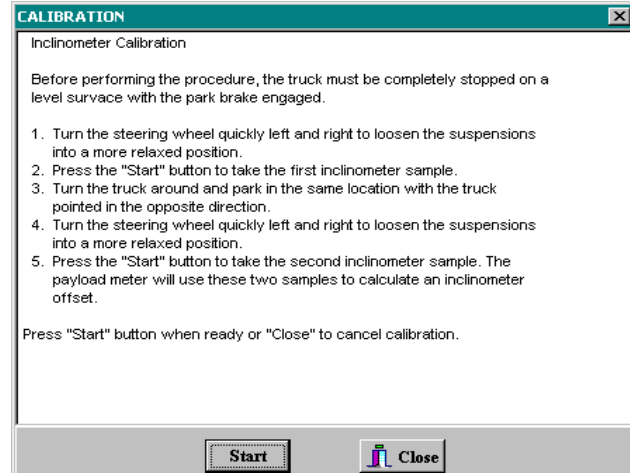 CALIBRATION
Inclinometer Calibration
Before performing the procedure, the truck must be completely stopped on a
level survace with the park brake engaged.
1. Turn the steering wheel quickly left and right to loosen the suspensions
into a more relaxed position.
2. Press the "Start" button to take the first inclinometer sample.
3. Turn the truck around and park in the same location with the truck
pointed in the opposite direction.
4. Turn the steering wheel quickly left and right to loosen the suspensions
into a more relaxed position.
5. Press the "Start" button to take the second inclinometer sample. The
payload meter will use these two samples to calculate an inclinometer
offset.
Press "Start" button when ready or "Close" to cancel calibration.
Start
Close